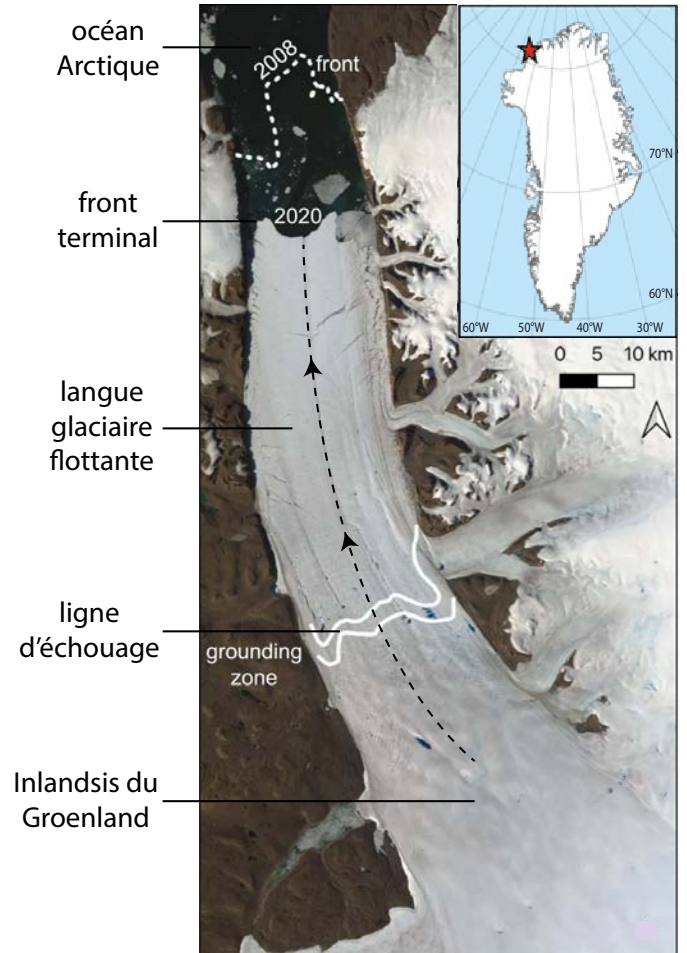 océan
Arctique
2008
front
front
terminal
2020
langue
glaciaire
flottante
ligne
d'échouage
grounding
zone
Inlandsis du
Groenland
70°N
60°N
60°W
50°W
40°W
30°W
25°W
0
5
10 km